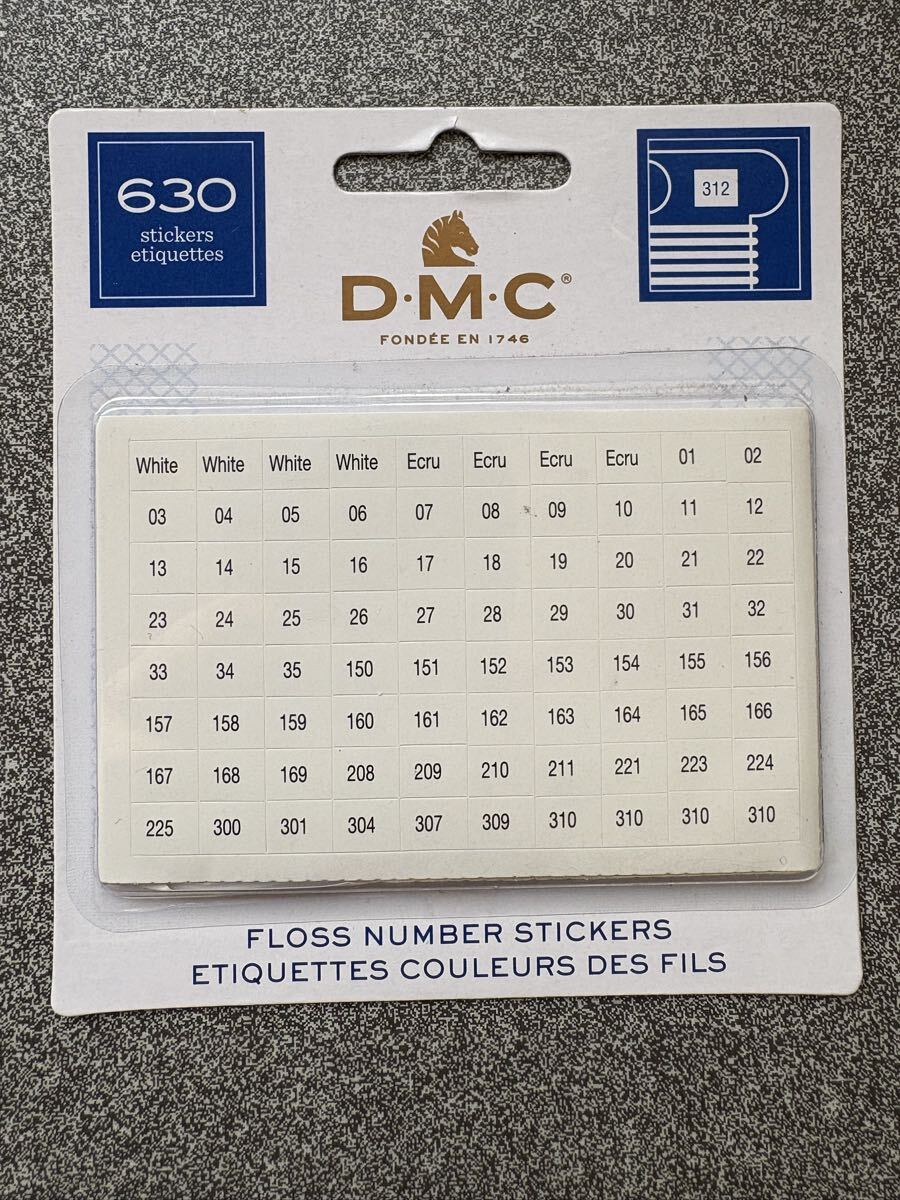 630
stickers
etiquettes
312
D·M·C®
FONDÉE EN 1746
White White White White Ecru Ecru Ecru Ecru 01 02
03 04 05 06 07 08 09 10 11 12
13 14 15 16 17 18 19 20 21 22
23 24 25 26 27 28 29 30 31 32
33 34 35 150 151 152 153 154 155 156
157 158 159 160 161 162 163 164 165 166
167 168 169 208 209 210 211 221 223 224
225 300 301 304 307 309 310 310 310 310
FLOSS NUMBER STICKERS
ETIQUETTES COULEURS DES FILS